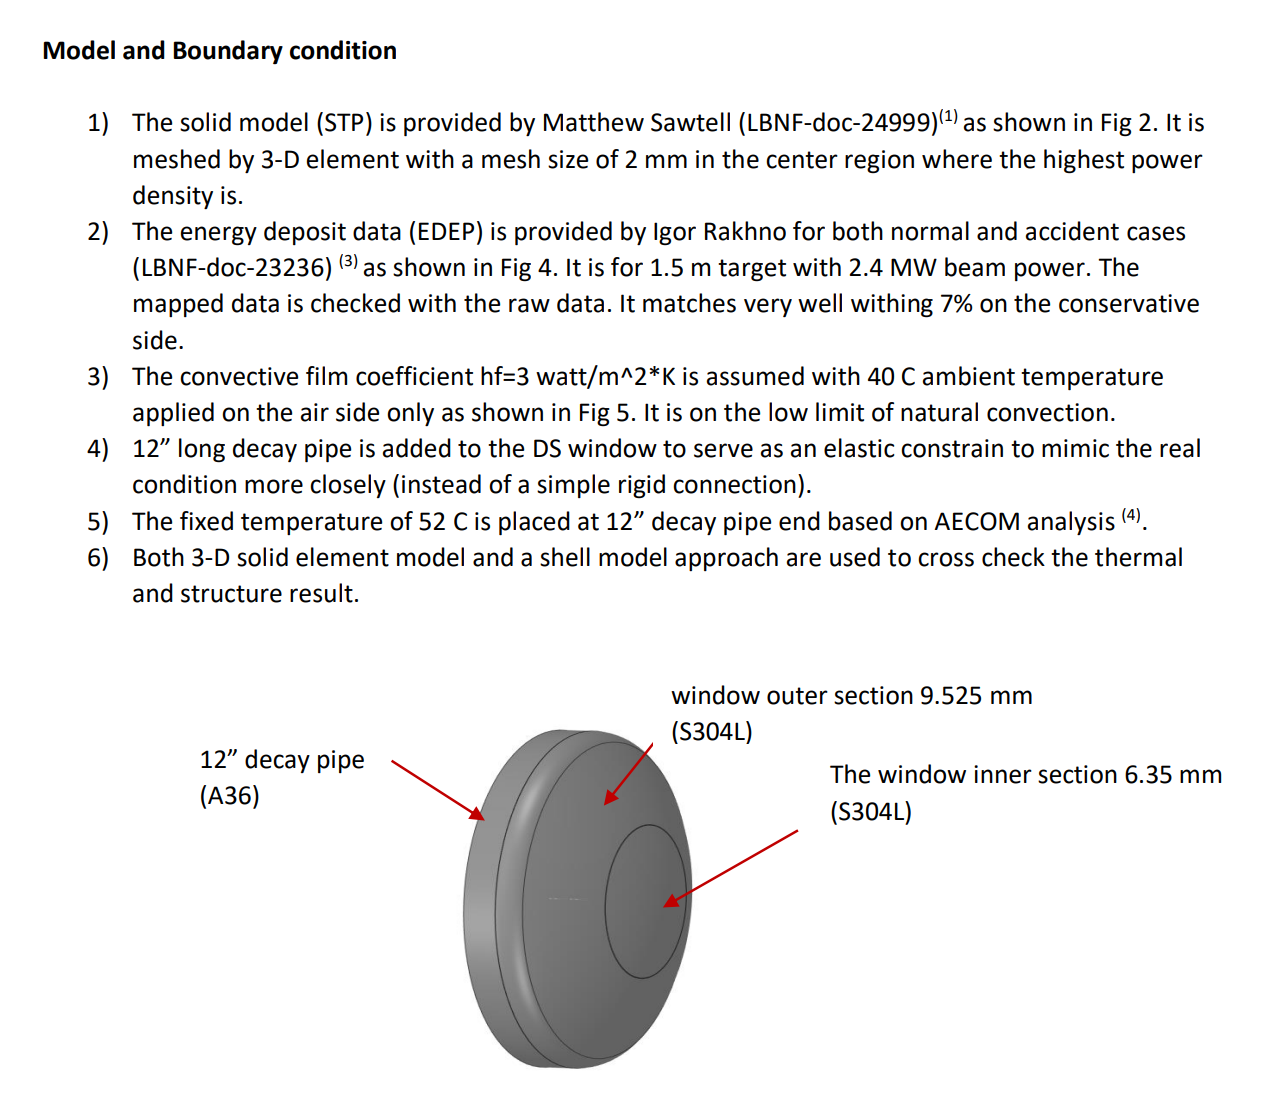 Model and Boundary condition
1) The solid model (STP) is provided by Matthew Sawtell (LBNF-doc-24999)(1) as shown in Fig 2. It is
meshed by 3-D element with a mesh size of 2 mm in the center region where the highest power
density is.
2) The energy deposit data (EDEP) is provided by Igor Rakhno for both normal and accident cases
(LBNF-doc-23236) (3) as shown in Fig 4. It is for 1.5 m target with 2.4 MW beam power. The
mapped data is checked with the raw data. It matches very well withing 7% on the conservative
side.
3) The convective film coefficient hf=3 watt/m^2*K is assumed with 40 C ambient temperature
applied on the air side only as shown in Fig 5. It is on the low limit of natural convection.
4) 12” long decay pipe is added to the DS window to serve as an elastic constrain to mimic the real
condition more closely (instead of a simple rigid connection).
5) The fixed temperature of 52 C is placed at 12” decay pipe end based on AECOM analysis (4).
6) Both 3-D solid element model and a shell model approach are used to cross check the thermal
and structure result.
window outer section 9.525 mm
(S304L)
12” decay pipe
(A36)
The window inner section 6.35 mm
(S304L)